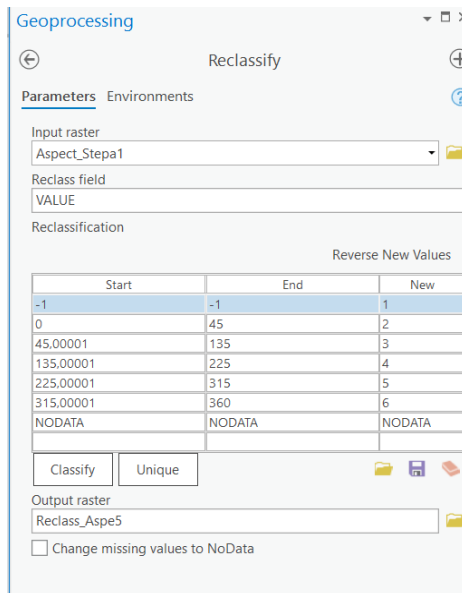 Geoprocessing
Reclassify
Parameters Environments
Input raster
Aspect_Stepa1
Reclass field
VALUE
Reclassification
Reverse New Values
Start End New
-1 -1 1
0 45 2
45,00001 135 3
135,00001 225 4
225,00001 315 5
315,00001 360 6
NODATA NODATA NODATA
Classify Unique
Output raster
Reclass_Aspe5
Change missing values to NoData